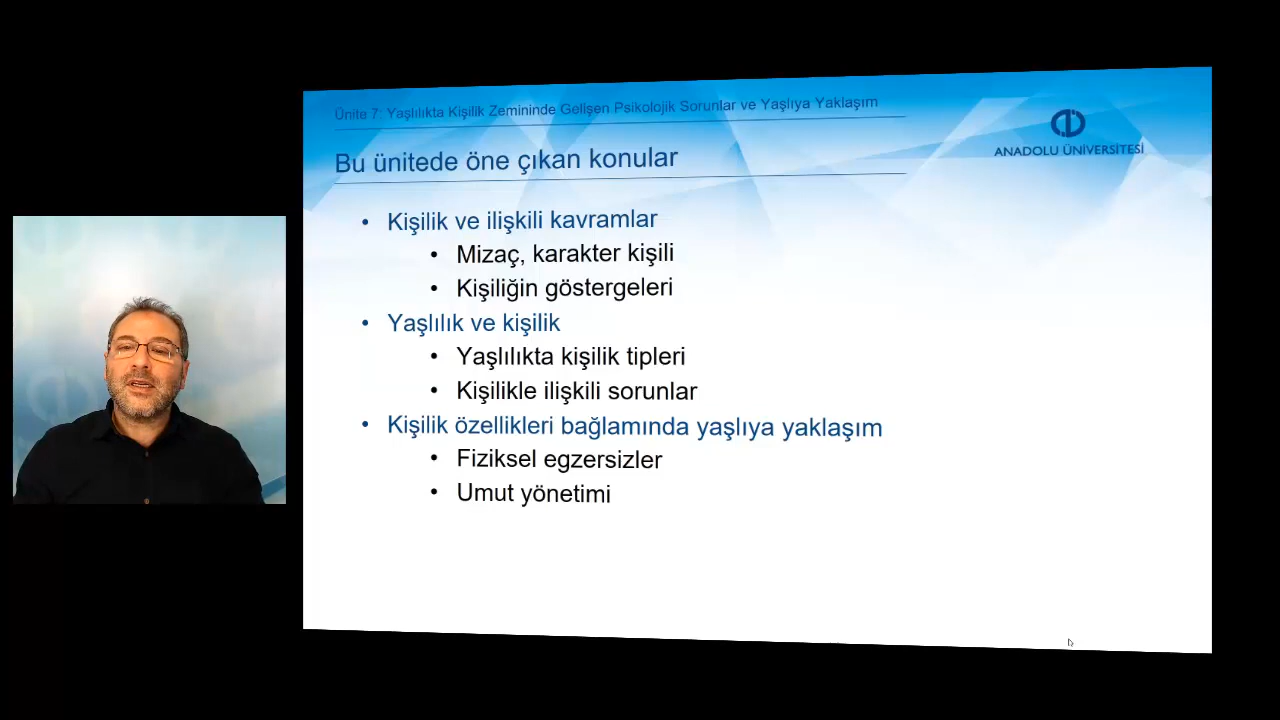 Ünite 7: Yaşlılıkta Kişilik Zemininde Gelişen Psikolojik Sorunlar ve Yaşlıya Yaklaşım
ANADOLU ÜNİVERSİTESİ
Bu ünitede öne çıkan konular
• Kişilik ve ilişkili kavramlar
• Mizaç, karakter kişili
• Kişiliğin göstergeleri
• Yaşlılık ve kişilik
• Yaşlılıkta kişilik tipleri
• Kişilikle ilişkili sorunlar
• Kişilik özellikleri bağlamında yaşlıya yaklaşım
• Fiziksel egzersizler
• Umut yönetimi